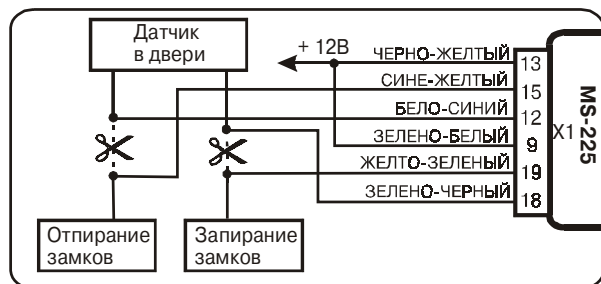 Датчик
в двери
+ 12В
ЧЕРНО-ЖЕЛТЫЙ 13
СИНЕ-ЖЕЛТЫЙ 15
БЕЛО-СИНИЙ 12
ЗЕЛЕНО-БЕЛЫЙ 9
ЖЕЛТО-ЗЕЛЕНЫЙ 19
ЗЕЛЕНО-ЧЕРНЫЙ 18
X1
MS-225
Отпирание
замков
Запирание
замков